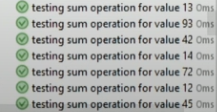 testing sum operation for value 13 0ms
testing sum operation for value 93 0ms
testing sum operation for value 42 0ms
testing sum operation for value 14 0ms
testing sum operation for value 72 0ms
testing sum operation for value 12 0ms
testing sum operation for value 45 0ms